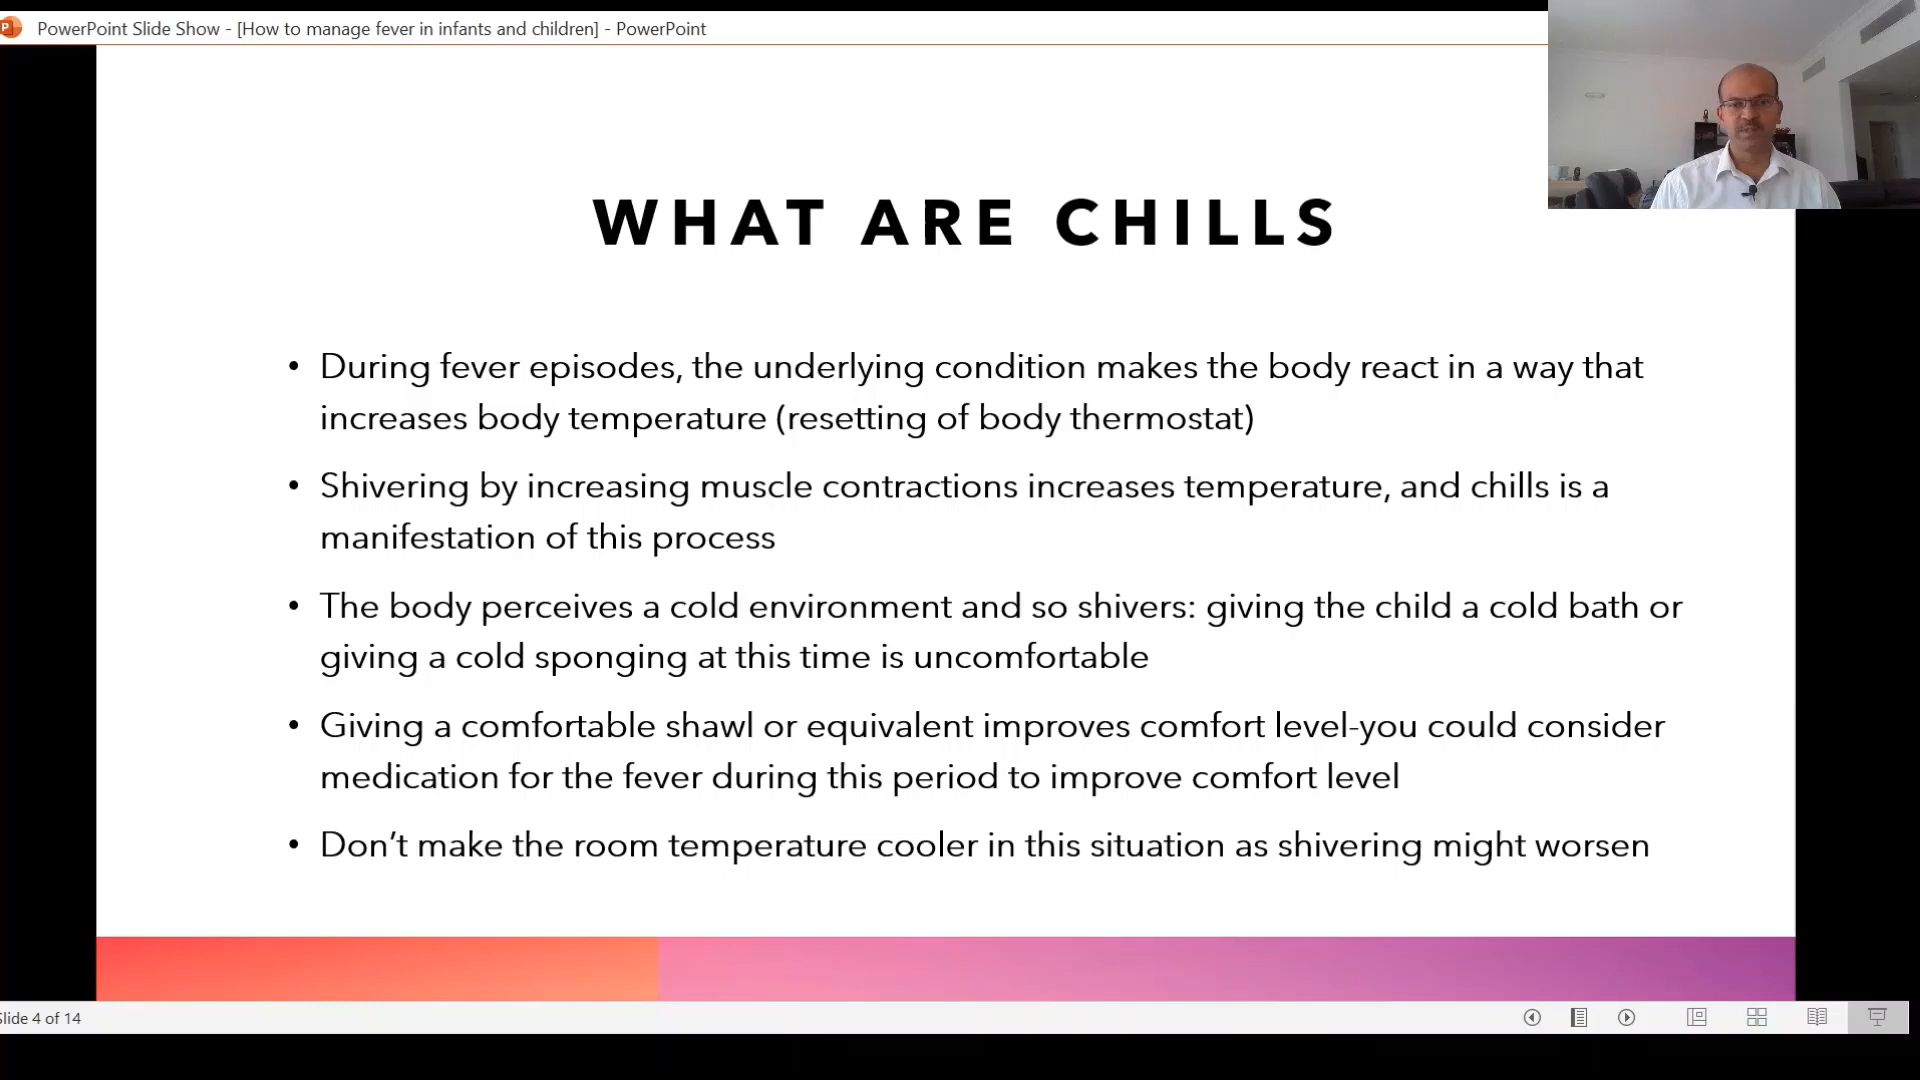 PowerPoint Slide Show - [How to manage fever in infants and children] - PowerPoint
WHAT ARE CHILLS
• During fever episodes, the underlying condition makes the body react in a way that
increases body temperature (resetting of body thermostat)
• Shivering by increasing muscle contractions increases temperature, and chills is a
manifestation of this process
• The body perceives a cold environment and so shivers: giving the child a cold bath or
giving a cold sponging at this time is uncomfortable
• Giving a comfortable shawl or equivalent improves comfort level-you could consider
medication for the fever during this period to improve comfort level
• Don’t make the room temperature cooler in this situation as shivering might worsen
Slide 4 of 14